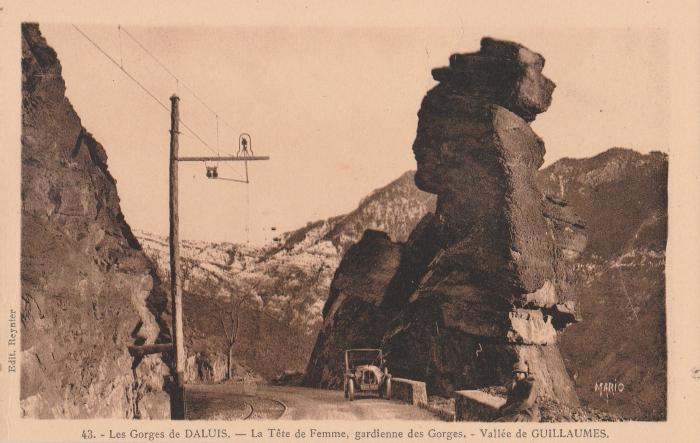 Edit. Reynier
MARIO
43. - Les Gorges de DALUIS. — La Tête de Femme, gardienne des Gorges. - Vallée de GUILLAUMES.